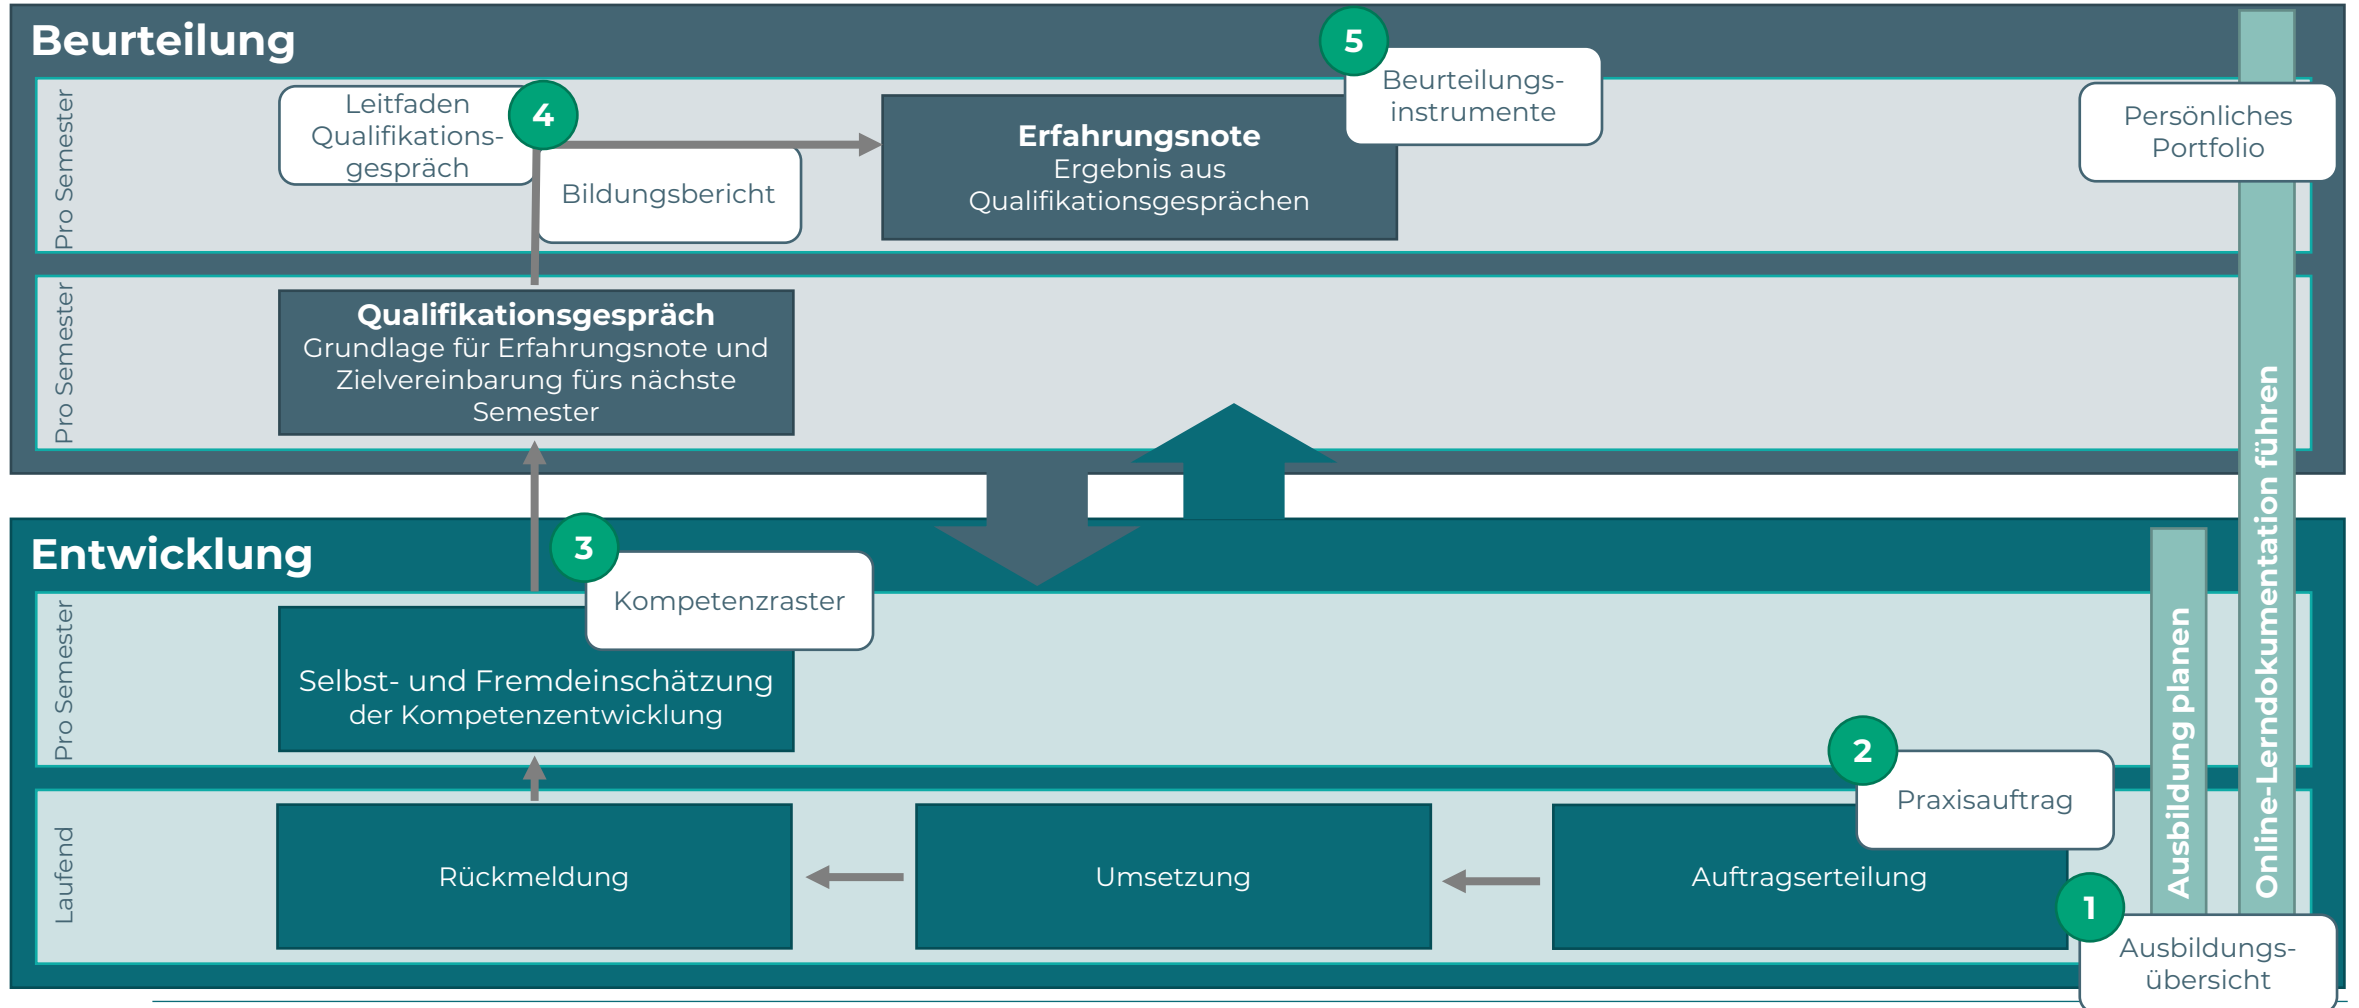 Beurteilung
Pro Semester
Leitfaden
Qualifikations-
gespräch
4
Bildungsbericht
Erfahrungsnote
Ergebnis aus
Qualifikationsgesprächen
5
Beurteilungs-
instrumente
Persönliches
Portfolio
Pro Semester
Qualifikationsgespräch
Grundlage für Erfahrungsnote und
Zielvereinbarung fürs nächste
Semester
Entwicklung
Pro Semester
3
Kompetenzraster
Selbst- und Fremdeinschätzung
der Kompetenzentwicklung
Laufend
Rückmeldung
Umsetzung
Auftragserteilung
2
Praxisauftrag
1
Ausbildungs-
übersicht
Ausbildung planen
Online-Lerndokumentation führen